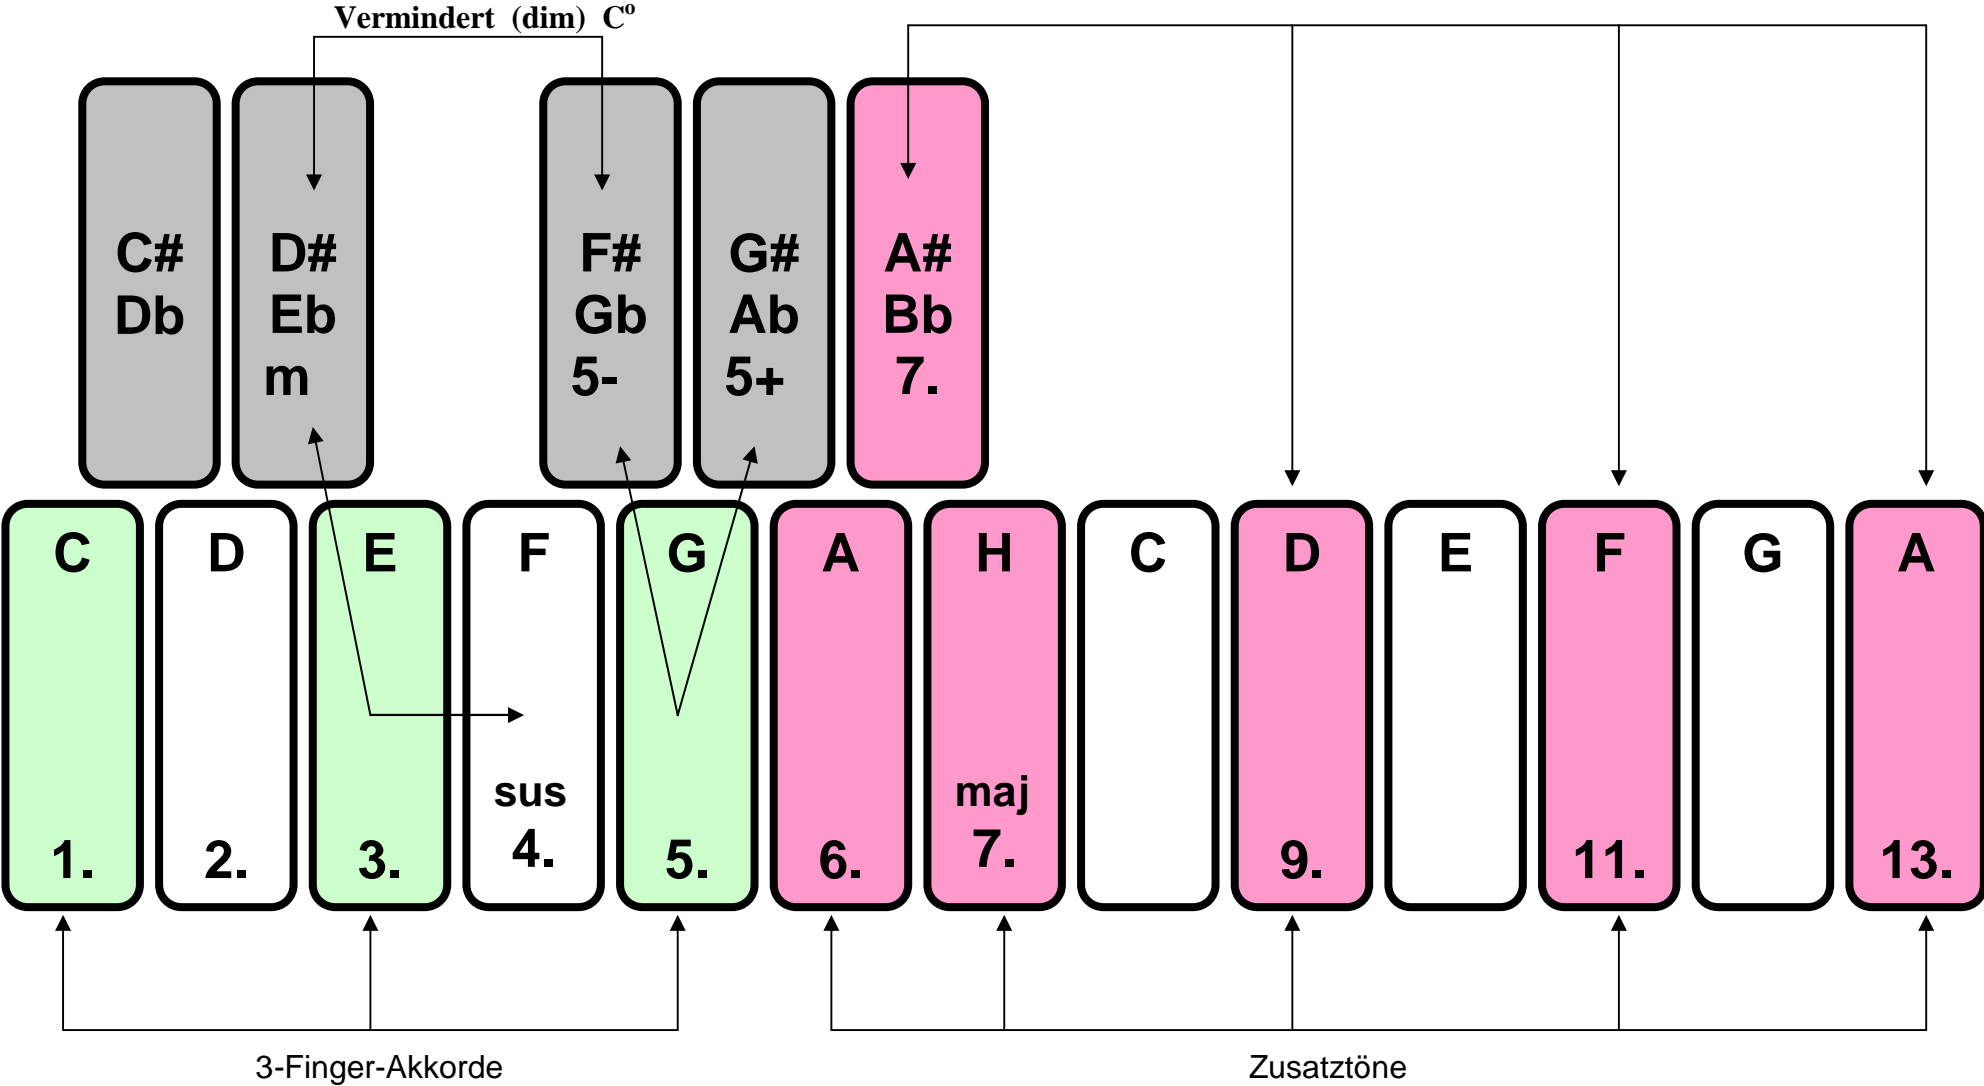 Vermindert (dim) Cº
C# D# F# G# A#
Db Eb Gb Ab Bb
m 5- 5+ 7.
C D E F G A H C D E F G A
sus maj
1. 2. 3. 4. 5. 6. 7. 9. 11. 13.
3-Finger-Akkorde Zusatztöne